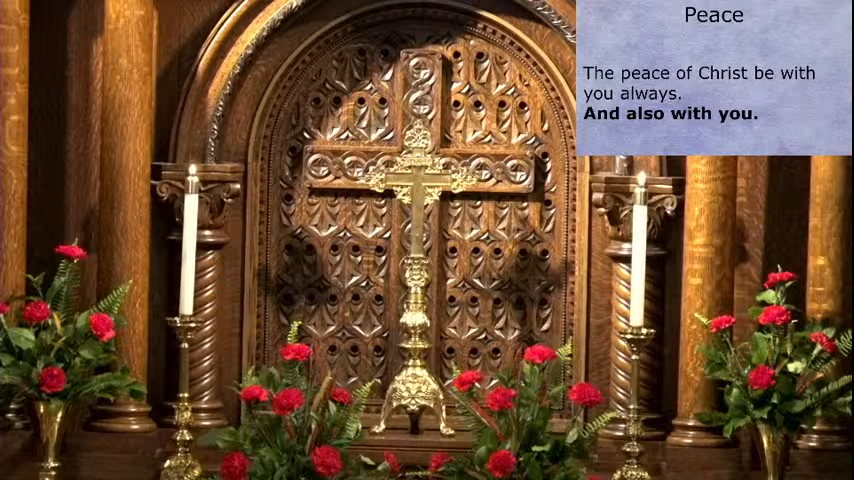 Peace
The peace of Christ be with
you always.
And also with you.